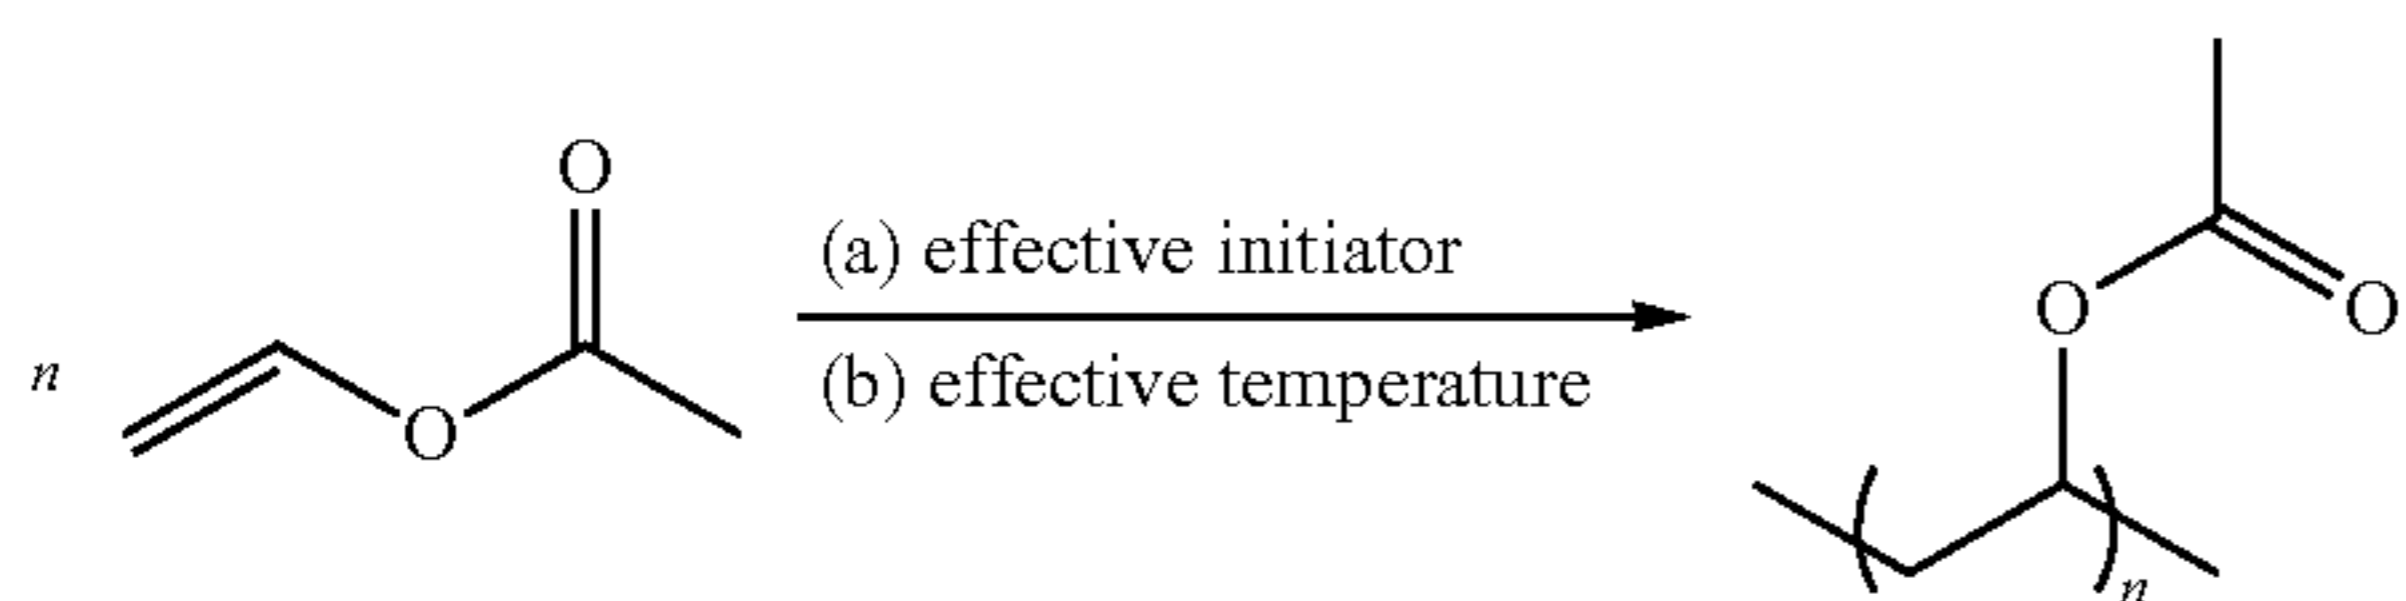 O
(a) effective initiator
n
O
(b) effective temperature
O
O
n